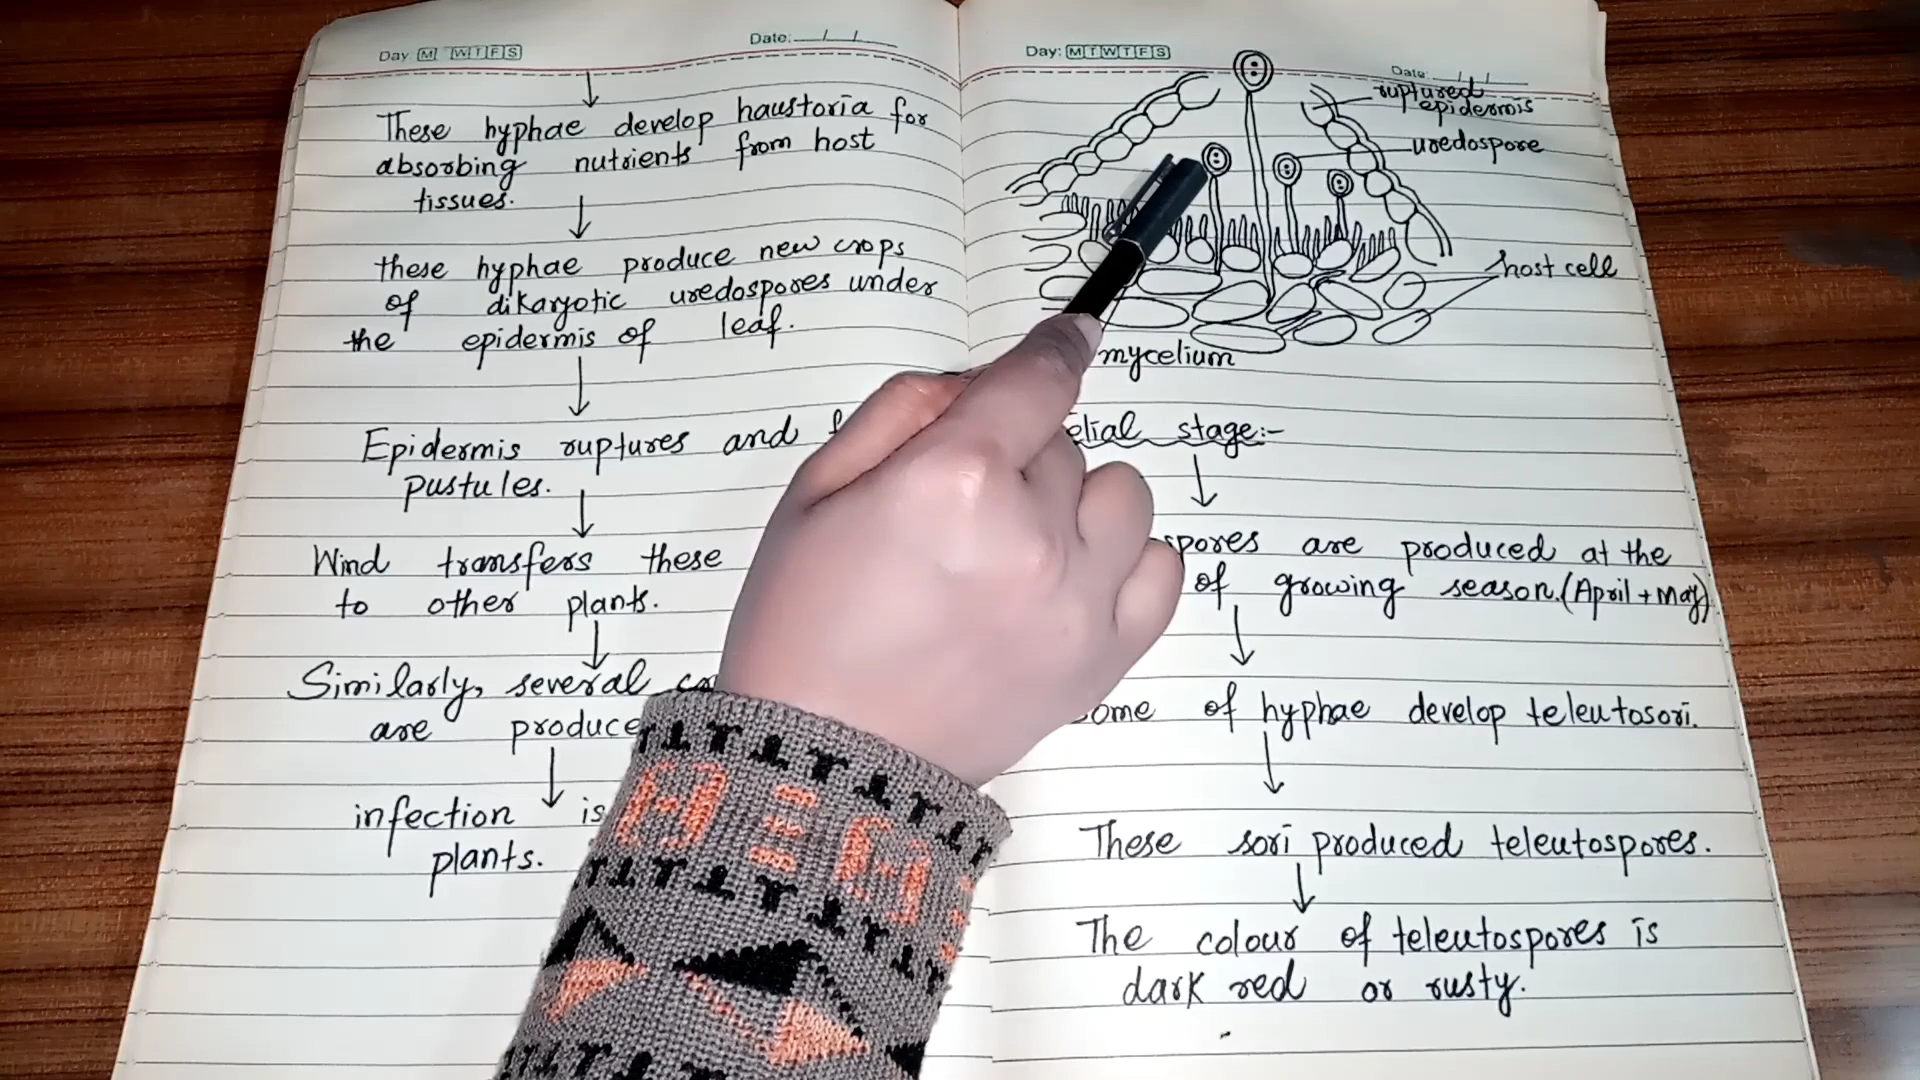 Day: M W T F S
Date: / /
These hyphae develop haustoria for
absorbing nutrients from host
tissues.
these hyphae produce new crops
of dikaryotic uredospores under
the epidermis of leaf.
Epidermis ruptures and
pustules.
Wind transfers these
to other plants.
Similarly, several
are produce
infection is
plants.
Day: M T W T F S
Date: / /
ruptured
epidermis
uredospore
host cell
mycelium
elial stage:-
spores are produced at the
of growing season. (April + May)
ome of hyphae develop teleutosori.
These sori produced teleutospores.
The colour of teleutospores is
dark red or rusty.